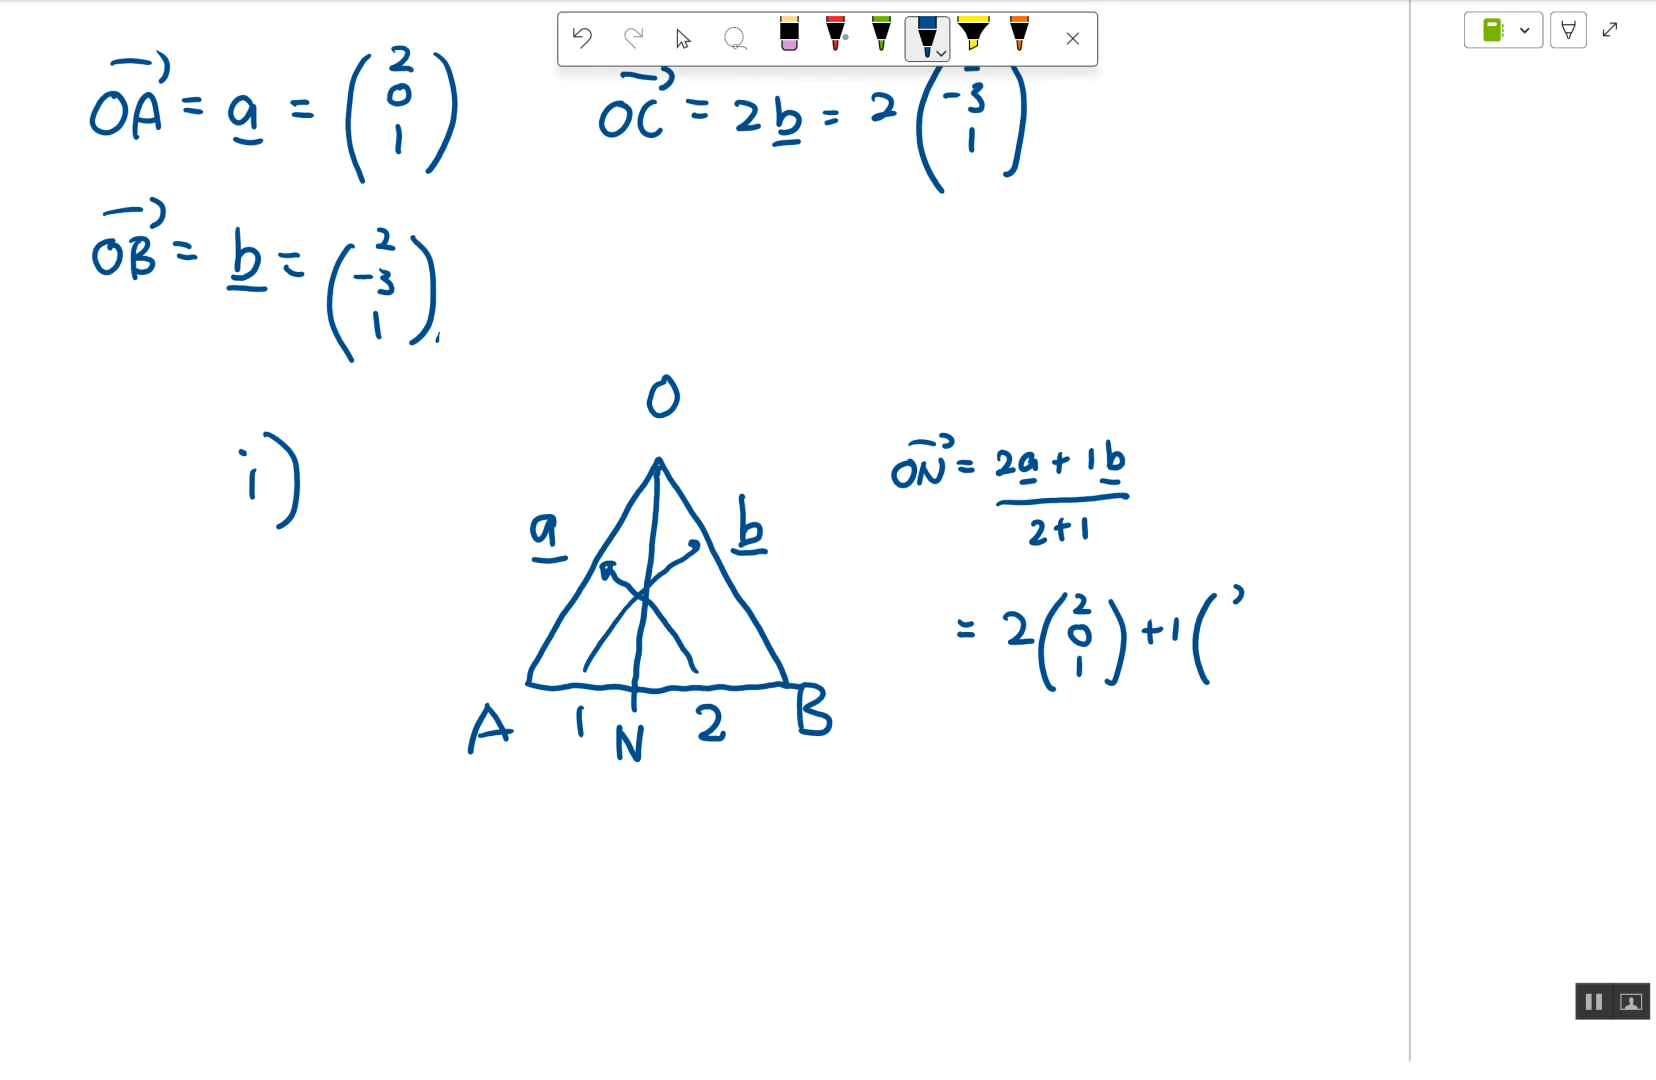 OA = a = (2 0 1)
OC = 2b = 2(-3 1)
OB = b = (2 -3 1).
i)
O
a
b
A 1 N 2 B
ON = 2a + 1b
2+1
= 2(2 0 1) + 1(